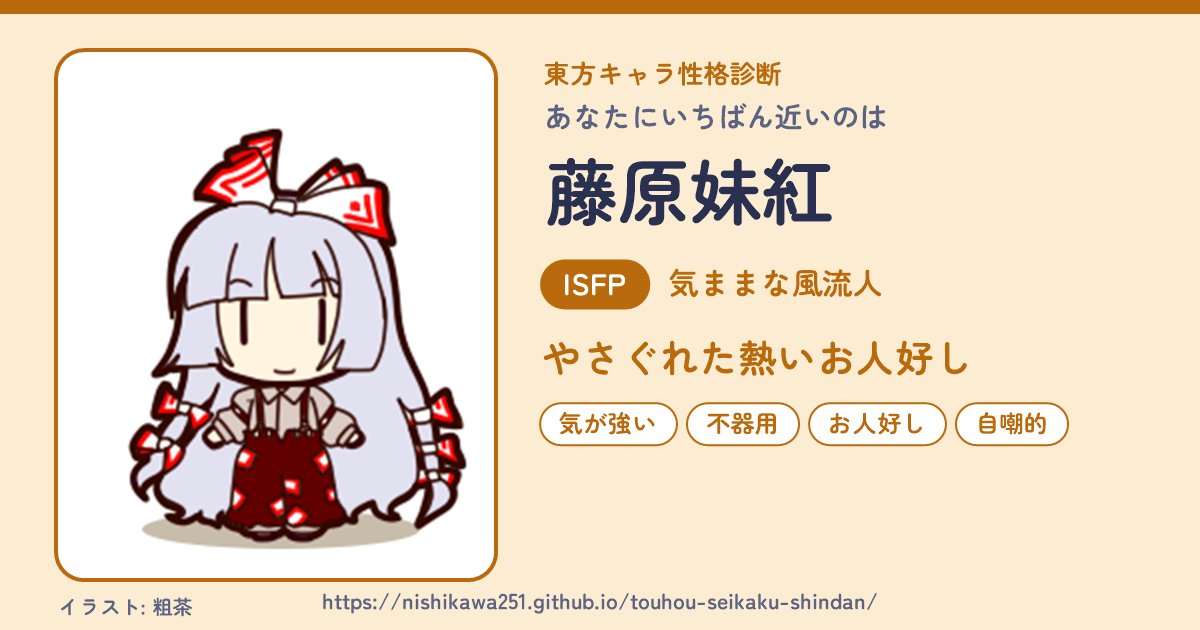 東方キャラ性格診断
あなたにいちばん近いのは
藤原妹紅
ISFP 気ままな風流人
やさぐれた熱いお人好し
気が強い 不器用 お人好し 自嘲的
イラスト: 粗茶
https://nishikawa251.github.io/touhou-seikaku-shindan/